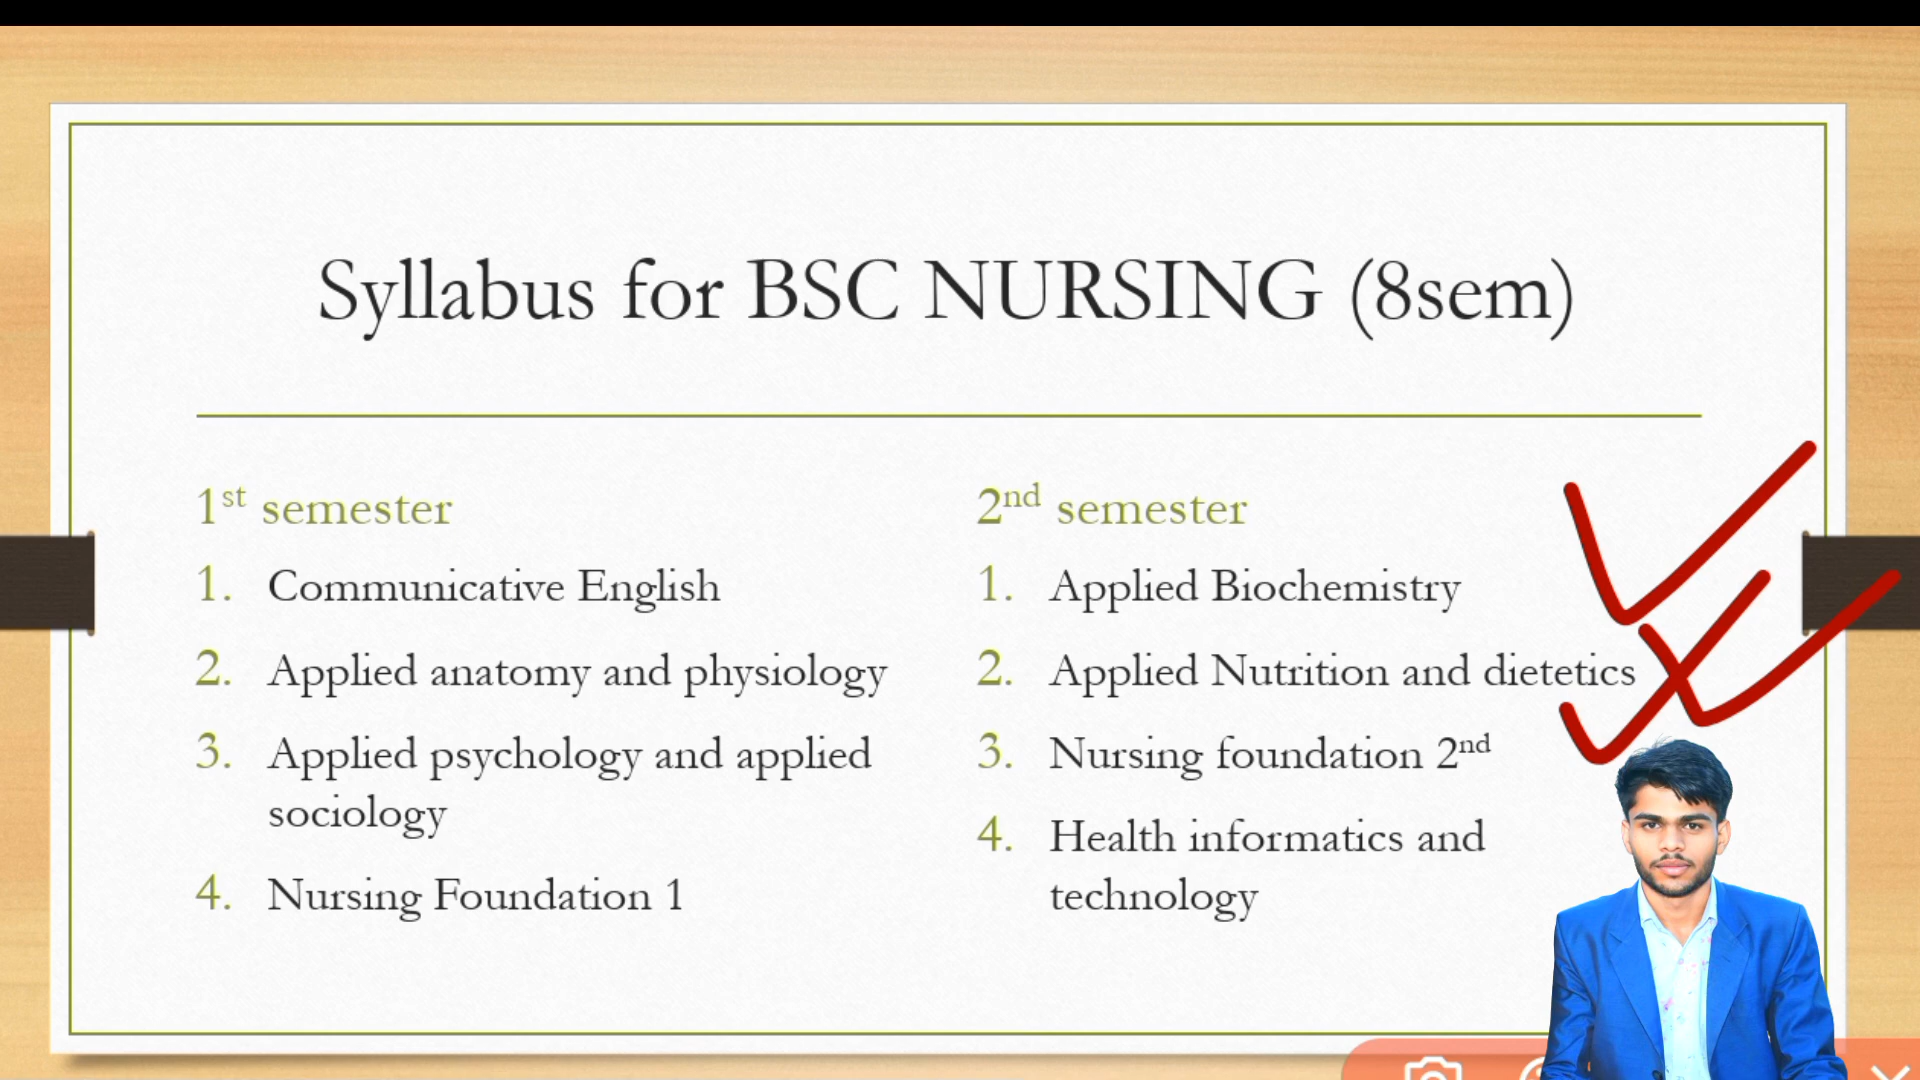 Syllabus for BSC NURSING (8sem)
1st semester
1. Communicative English
2. Applied anatomy and physiology
3. Applied psychology and applied
sociology
4. Nursing Foundation 1
2nd semester
1. Applied Biochemistry
2. Applied Nutrition and dietetics
3. Nursing foundation 2nd
4. Health informatics and
technology